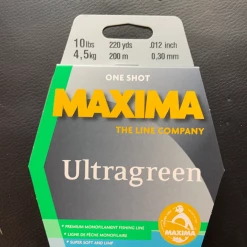 10lbs 220 yds .012 inch
4,5kg 200 m 0,30 mm
ONE SHOT
MAXIMA
THE LINE COMPANY
Ultragreen
• PREMIUM MONOFILAMENT FISHING LINE
• LIGNE DE PÊCHE MONOFILAMENT
• SUPER SOFT AND LIMP
MAXIMA